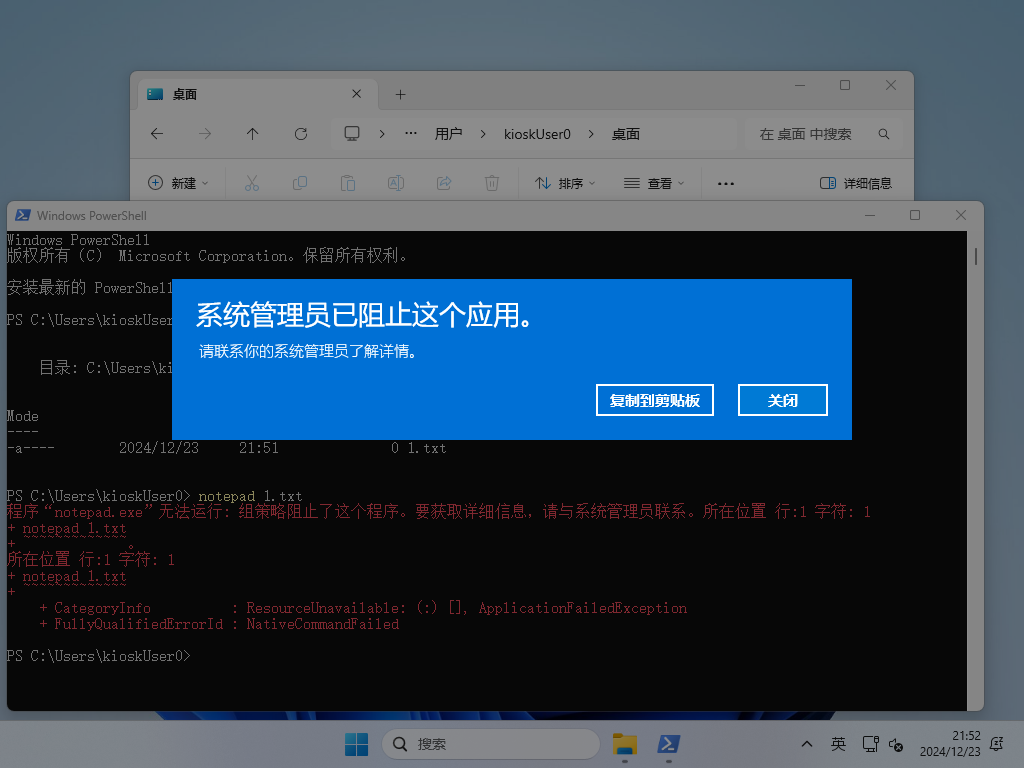 桌面
用户 kioskUser0 桌面 在 桌面 中搜索
新建 排序 查看 详细信息
Windows PowerShell
Windows PowerShell
版权所有（C） Microsoft Corporation。保留所有权利。
安装最新的 PowerShell
PS C:\Users\kioskUser
目录: C:\Users\ki
Mode
----
-a---- 2024/12/23 21:51 0 1.txt
系统管理员已阻止这个应用。
请联系你的系统管理员了解详情。
复制到剪贴板 关闭
PS C:\Users\kioskUser0> notepad 1.txt
程序“notepad.exe”无法运行: 组策略阻止了这个程序。要获取详细信息，请与系统管理员联系。所在位置 行:1 字符: 1
+ notepad 1.txt
+ ~~~~~~~~~~~~~。
所在位置 行:1 字符: 1
+ notepad 1.txt
+ ~~~~~~~~~~~~~
+ CategoryInfo : ResourceUnavailable: (:) [], ApplicationFailedException
+ FullyQualifiedErrorId : NativeCommandFailed
PS C:\Users\kioskUser0>
搜索 英 21:52
2024/12/23